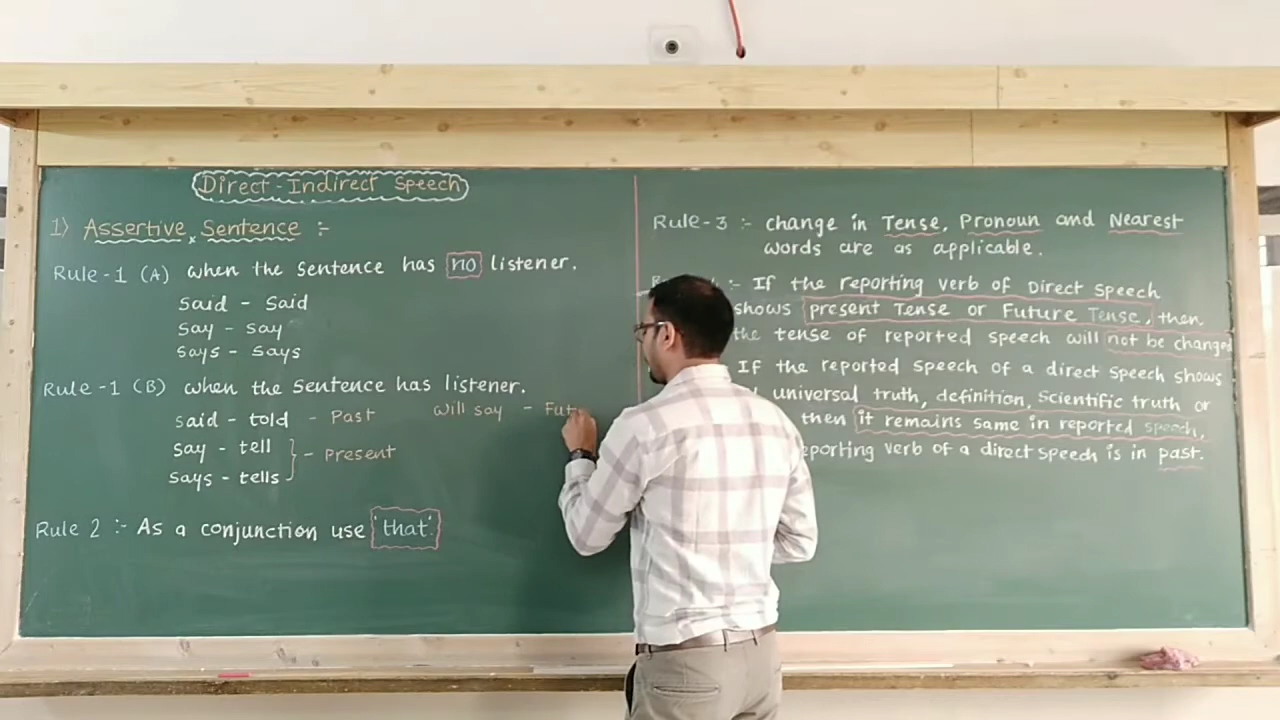 Direct-Indirect Speech
1) Assertive Sentence :-
Rule-1 (A) when the sentence has no listener.
said - said
say - say
says - says
Rule-1 (B) when the sentence has listener.
said - told - Past
will say - Fut
say - tell
- present
says - tells
Rule 2 :- As a conjunction use 'that'.
Rule-3 :- change in Tense, Pronoun and Nearest
words are as applicable.
:- If the reporting verb of Direct speech
shows present Tense or Future Tense, then
the tense of reported speech will not be changed
If the reported speech of a direct speech shows
universal truth, definition, scientific truth or
then it remains same in reported speech,
reporting verb of a direct speech is in past.